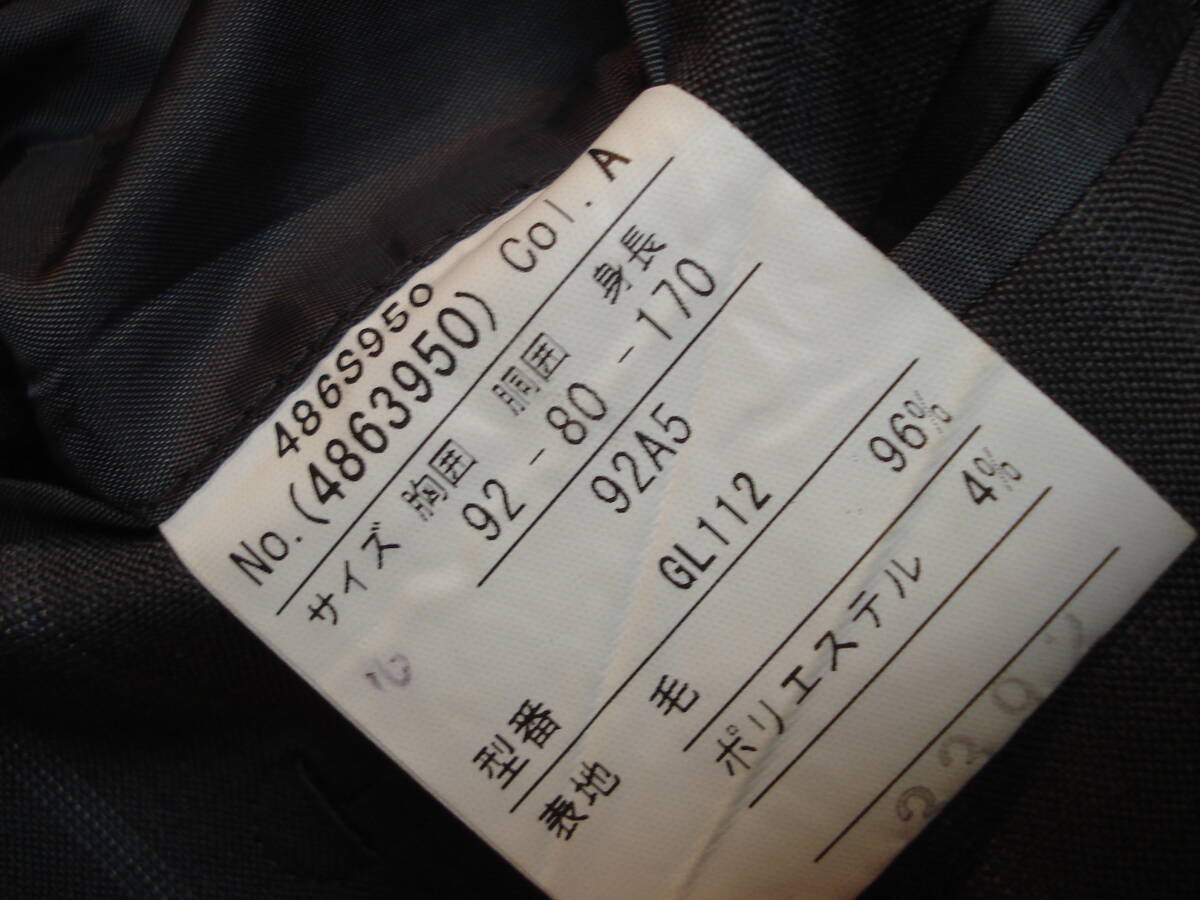 486S950
No.(4863950) Col. A
サイズ 胸囲 胴囲 身長
92 - 80 - 170
92A5
型番 GL112
表地 毛 96%
ポリエステル 4%